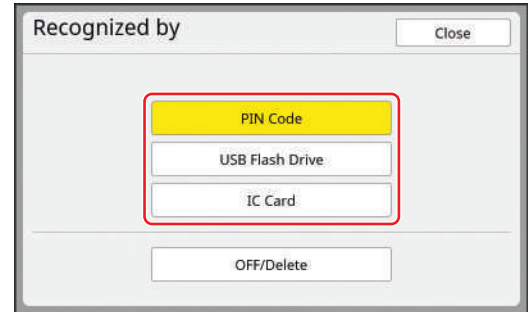 Recognized by
Close
PIN Code
USB Flash Drive
IC Card
OFF/Delete